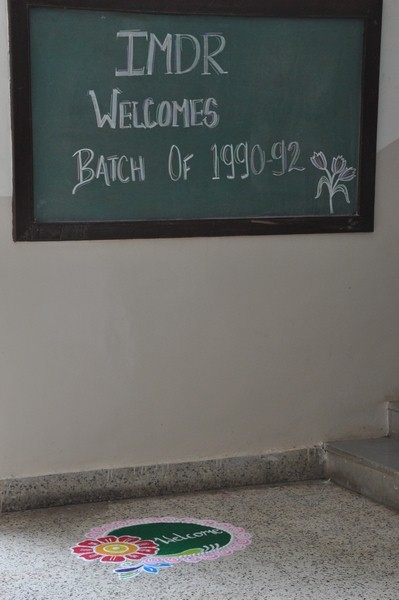 IMDR
WELCOMES
BATCH OF 1990-92
Welcome